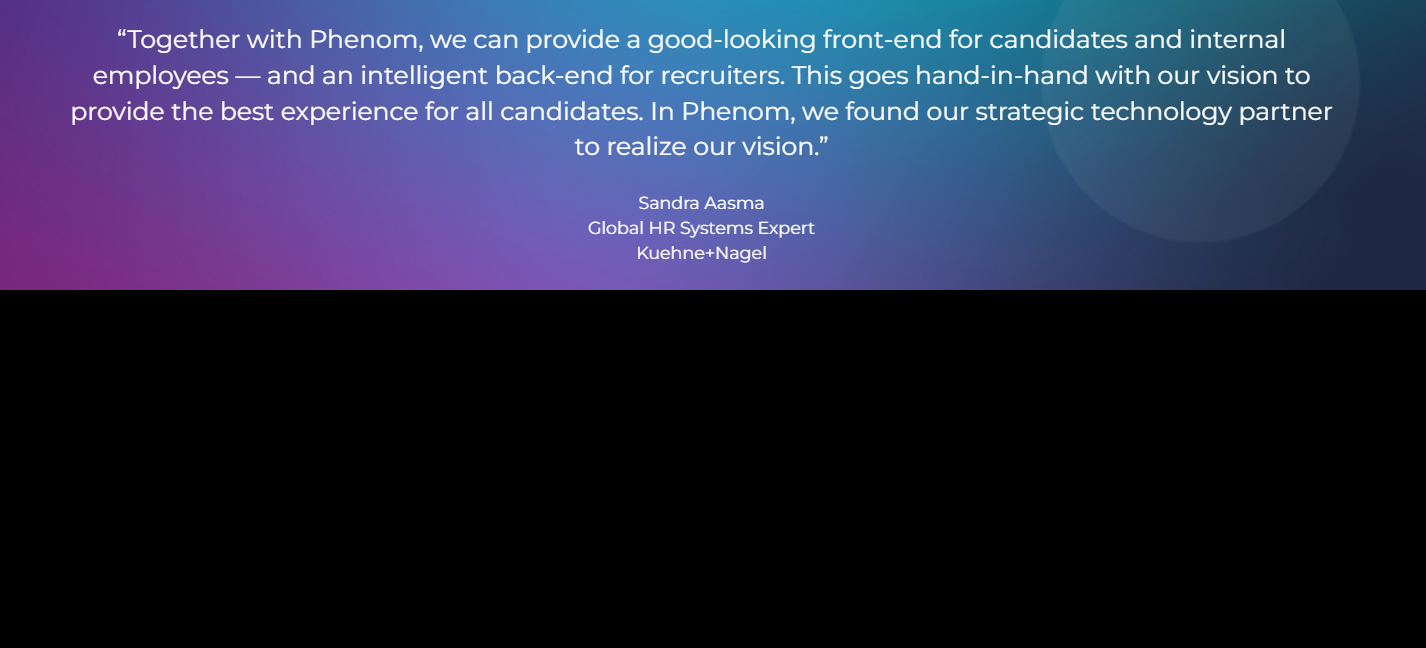 “Together with Phenom, we can provide a good-looking front-end for candidates and internal
employees — and an intelligent back-end for recruiters. This goes hand-in-hand with our vision to
provide the best experience for all candidates. In Phenom, we found our strategic technology partner
to realize our vision.”
Sandra Aasma
Global HR Systems Expert
Kuehne+Nagel